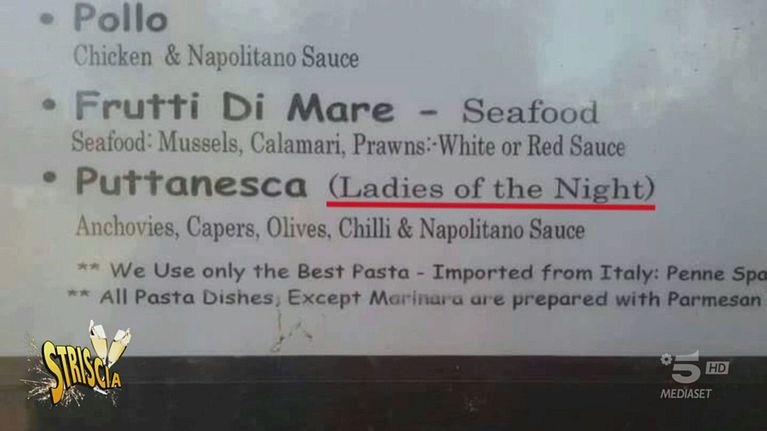 • Pollo
Chicken & Napolitano Sauce
• Frutti Di Mare - Seafood
Seafood: Mussels, Calamari, Prawns:-White or Red Sauce
• Puttanesca (Ladies of the Night)
Anchovies, Capers, Olives, Chilli & Napolitano Sauce
** We Use only the Best Pasta - Imported from Italy: Penne Spa
** All Pasta Dishes, Except Marinara are prepared with Parmesan
STRISCIA
5 HD
MEDIASET